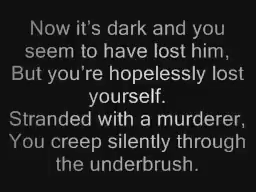 Now it's dark and you
seem to have lost him,
But you're hopelessly lost
yourself.
Stranded with a murderer,
You creep silently through
the underbrush.